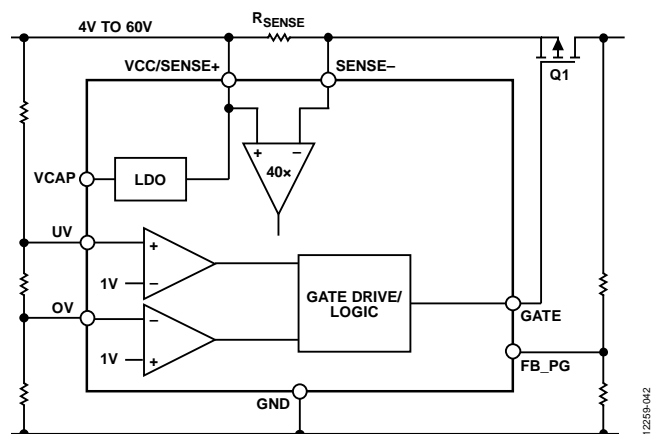 4V TO 60V
RSENSE
VCC/SENSE+
SENSE–
Q1
+
–
40×
VCAP
LDO
UV
+
1V
–
OV
–
1V
+
GATE DRIVE/
LOGIC
GATE
FB_PG
GND
12259-042